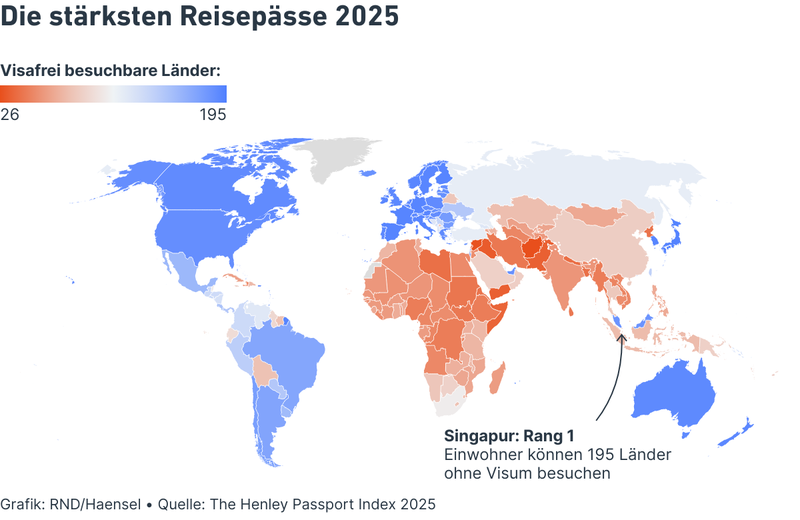 Die stärksten Reisepässe 2025
Visafrei besuchbare Länder:
26 195
Singapur: Rang 1
Einwohner können 195 Länder
ohne Visum besuchen
Grafik: RND/Haensel • Quelle: The Henley Passport Index 2025